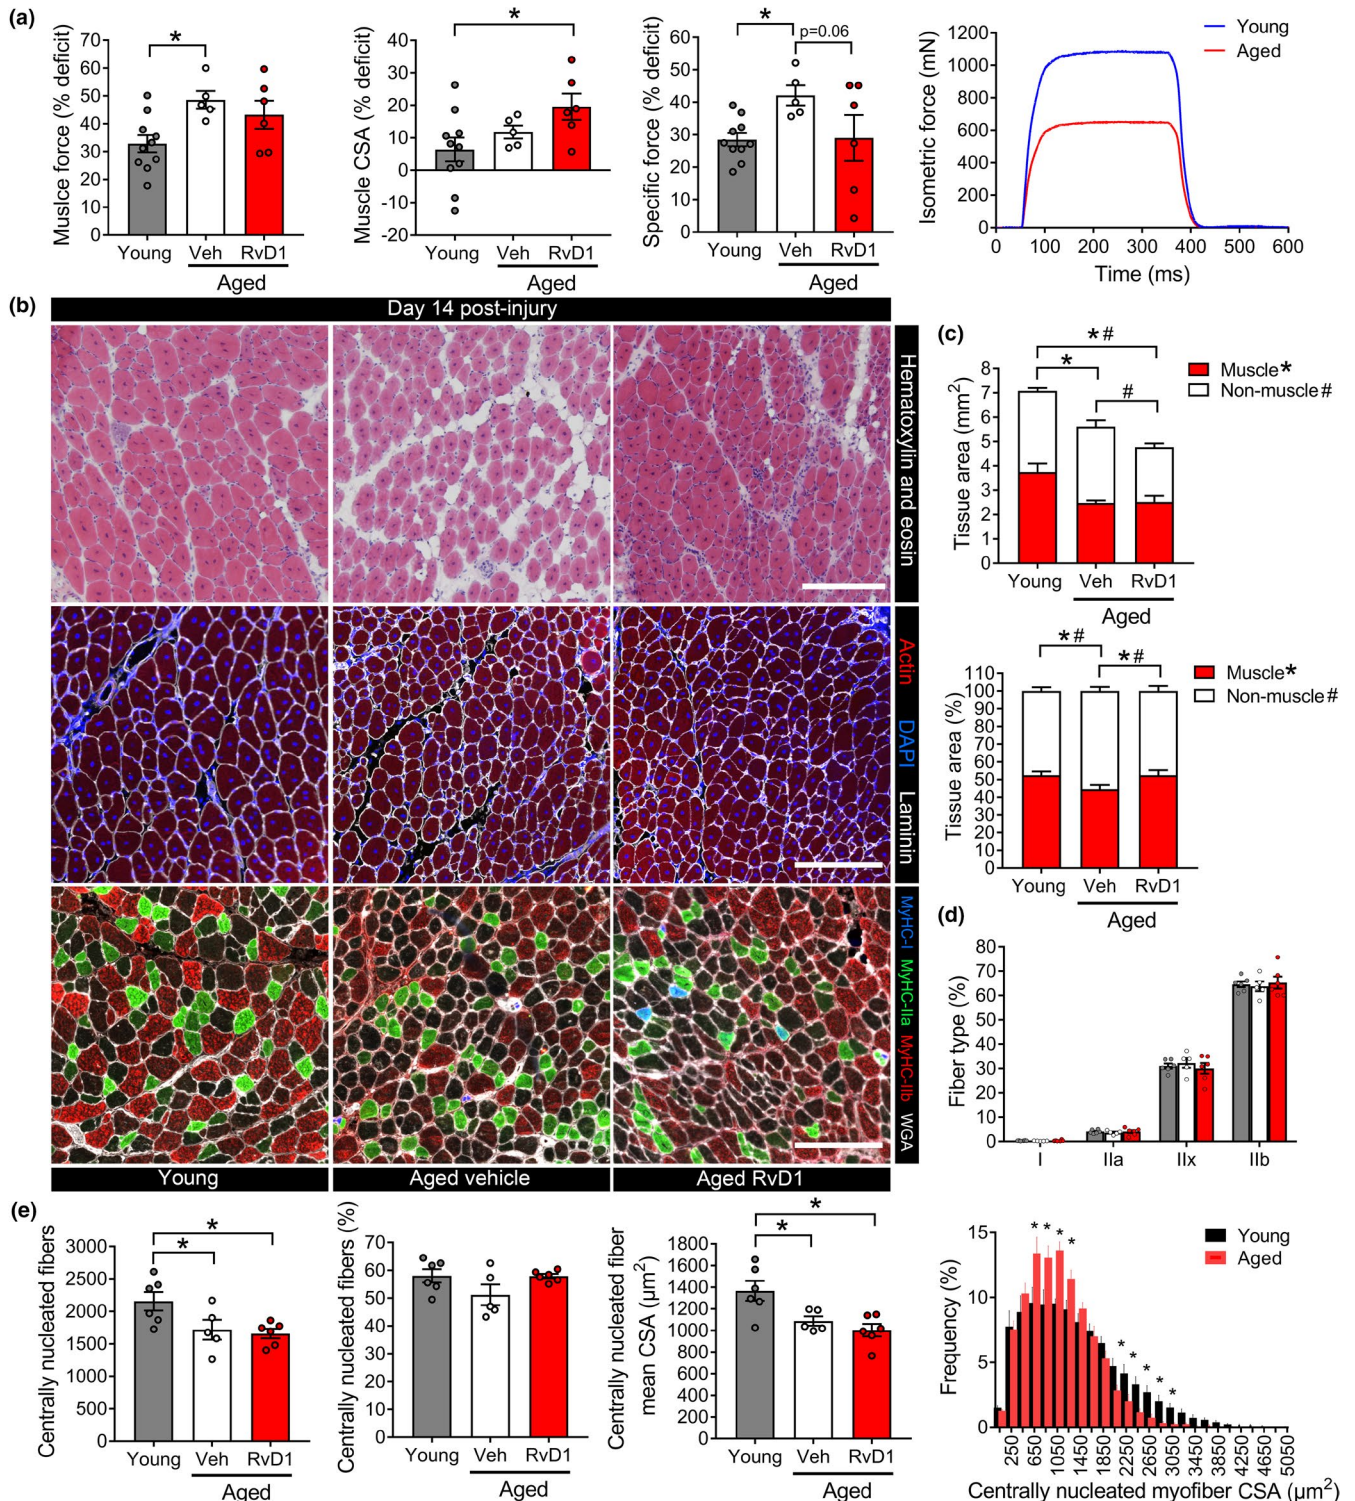 (a)
Muslce force (% deficit)
70
60
50
40
30
20
10
0
*
Young
Veh
RvD1
Aged
Muscle CSA (% deficit)
40
30
20
10
0
-10
-20
*
Young
Veh
RvD1
Aged
Specific force (% deficit)
60
50
40
30
20
10
0
*
p=0.06
Young
Veh
RvD1
Aged
Isometric force (mN)
1200
1000
800
600
400
200
0
Young
Aged
0 100 200 300 400 500 600
Time (ms)
(b)
Day 14 post-injury
Hematoxylin and eosin
Actin DAPI Laminin
MyHC-I MyHC-IIa MyHC-IIb WGA
Young
Aged vehicle
Aged RvD1
(c)
Tissue area (mm²)
8
7
6
5
4
3
2
1
0
*#
*
#
Muscle*
Non-muscle#
Young
Veh
RvD1
Aged
Tissue area (%)
110
100
90
80
70
60
50
40
30
20
10
0
*#
*#
Muscle*
Non-muscle#
Young
Veh
RvD1
Aged
(d)
Fiber type (%)
80
70
60
50
40
30
20
10
0
I IIa IIx IIb
(e)
Centrally nucleated fibers
3000
2500
2000
1500
1000
500
0
*
*
Young
Veh
RvD1
Aged
Centrally nucleated fibers (%)
70
60
50
40
30
20
10
0
Young
Veh
RvD1
Aged
Centrally nucleated fiber
mean CSA (µm²)
1800
1600
1400
1200
1000
800
600
400
200
0
*
*
Young
Veh
RvD1
Aged
Frequency (%)
15
10
5
0
* * * *
* * * * *
Young
Aged
250 650 1050 1450 1850 2250 2650 3050 3450 3850 4250 4650 5050
Centrally nucleated myofiber CSA (µm²)